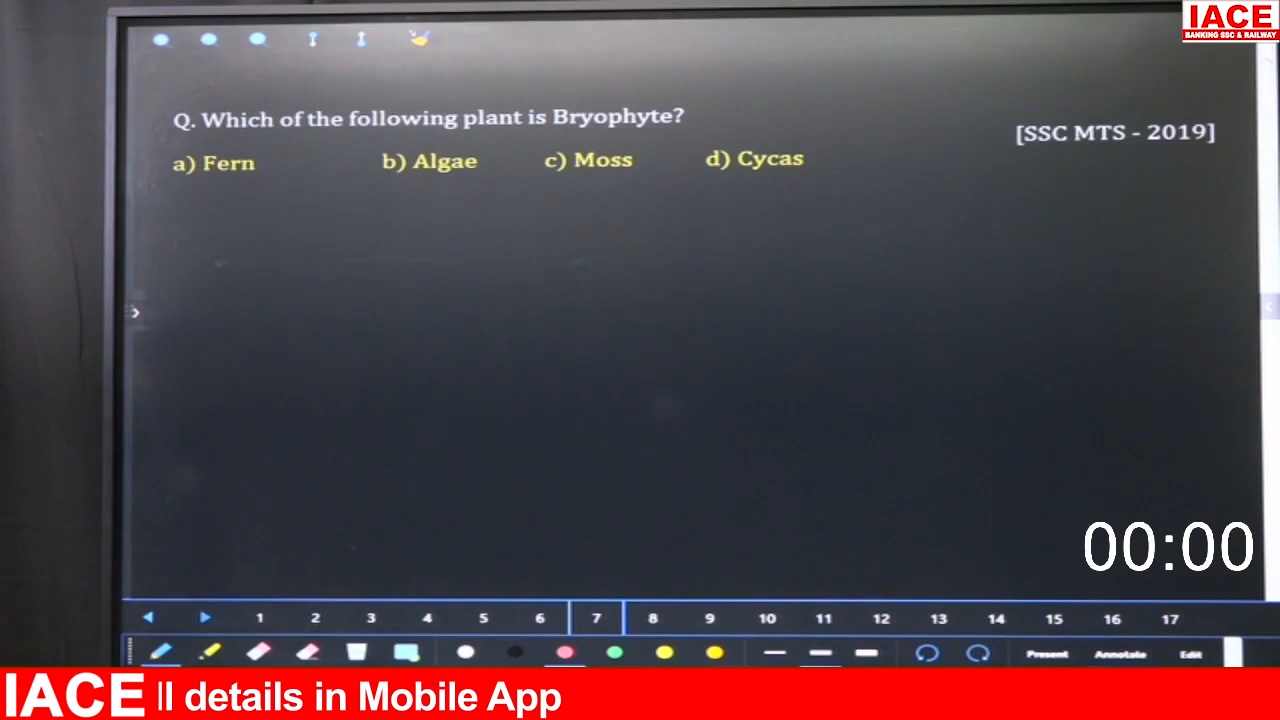 IACE
BANKING SSC & RAILWAY
Q. Which of the following plant is Bryophyte?
[SSC MTS - 2019]
a) Fern b) Algae c) Moss d) Cycas
00:00
1 2 3 4 5 6 7 8 9 10 11 12 13 14 15 16 17
Present Annotate Edit
IACE ll details in Mobile App